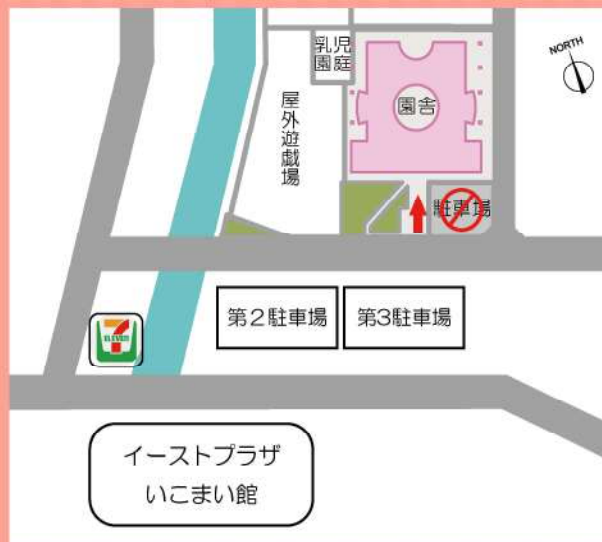 乳児
園庭
NORTH
園舎
屋外遊戯場
駐車場
第2駐車場
第3駐車場
7
ELEVEN
イーストプラザ
いこまい館